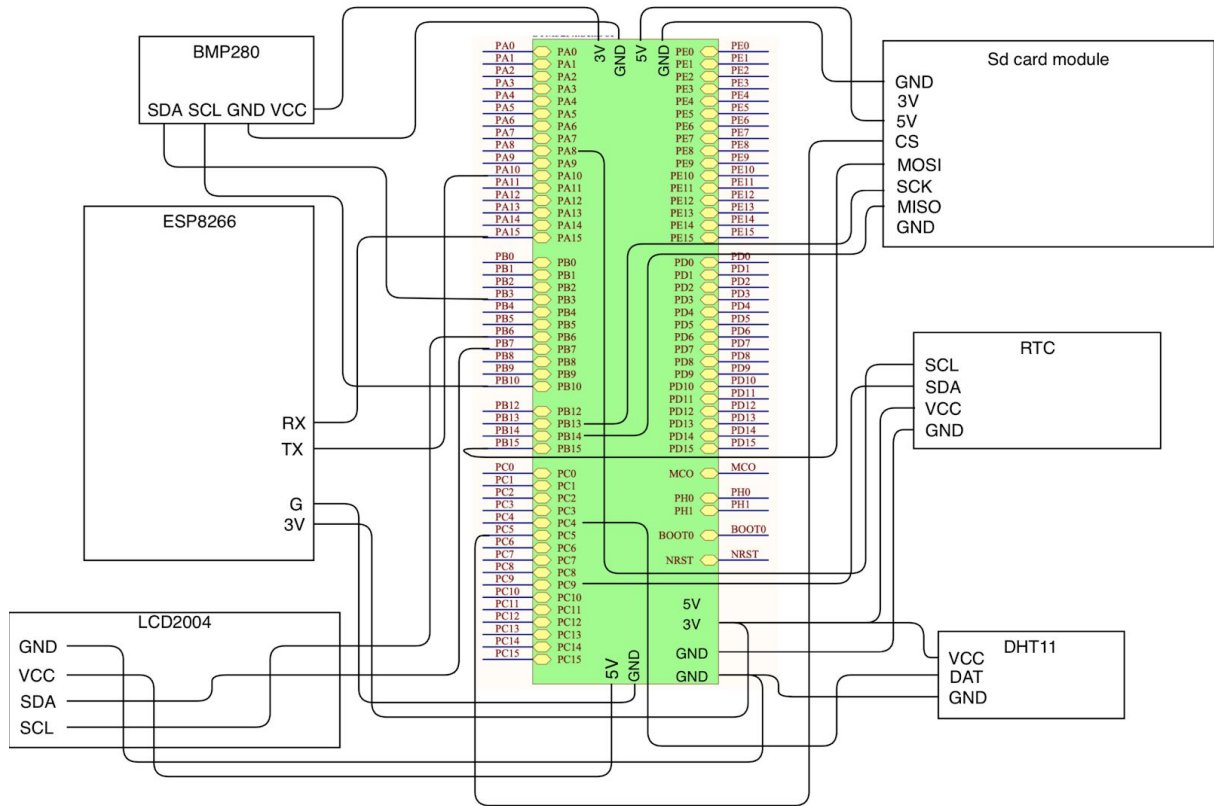 BMP280
SDA SCL GND VCC
ESP8266
RX
TX
G
3V
LCD2004
GND
VCC
SDA
SCL
3V
GND
5V
GND
PA0 PA0 PE0 PE0
PA1 PA1 PE1 PE1
PA2 PA2 PE2 PE2
PA3 PA3 PE3 PE3
PA4 PA4 PE4 PE4
PA5 PA5 PE5 PE5
PA6 PA6 PE6 PE6
PA7 PA7 PE7 PE7
PA8 PA8 PE8 PE8
PA9 PA9 PE9 PE9
PA10 PA10 PE10 PE10
PA11 PA11 PE11 PE11
PA12 PA12 PE12 PE12
PA13 PA13 PE13 PE13
PA14 PA14 PE14 PE14
PA15 PA15 PE15 PE15
PB0 PB0 PD0 PD0
PB1 PB1 PD1 PD1
PB2 PB2 PD2 PD2
PB3 PB3 PD3 PD3
PB4 PB4 PD4 PD4
PB5 PB5 PD5 PD5
PB6 PB6 PD6 PD6
PB7 PB7 PD7 PD7
PB8 PB8 PD8 PD8
PB9 PB9 PD9 PD9
PB10 PB10 PD10 PD10
PD11 PD11
PB12 PB12 PD12 PD12
PB13 PB13 PD13 PD13
PB14 PB14 PD14 PD14
PB15 PB15 PD15 PD15
PC0 PC0 MCO MCO
PC1 PC1
PC2 PC2 PH0 PH0
PC3 PC3 PH1 PH1
PC4 PC4
PC5 PC5 BOOT0 BOOT0
PC6 PC6
PC7 PC7 NRST NRST
PC8 PC8
PC9 PC9
PC10 PC10
PC11 PC11 5V
PC12 PC12 3V
PC13 PC13
PC14 PC14 GND
PC15 PC15
5V
GND
GND
Sd card module
GND
3V
5V
CS
MOSI
SCK
MISO
GND
RTC
SCL
SDA
VCC
GND
DHT11
VCC
DAT
GND